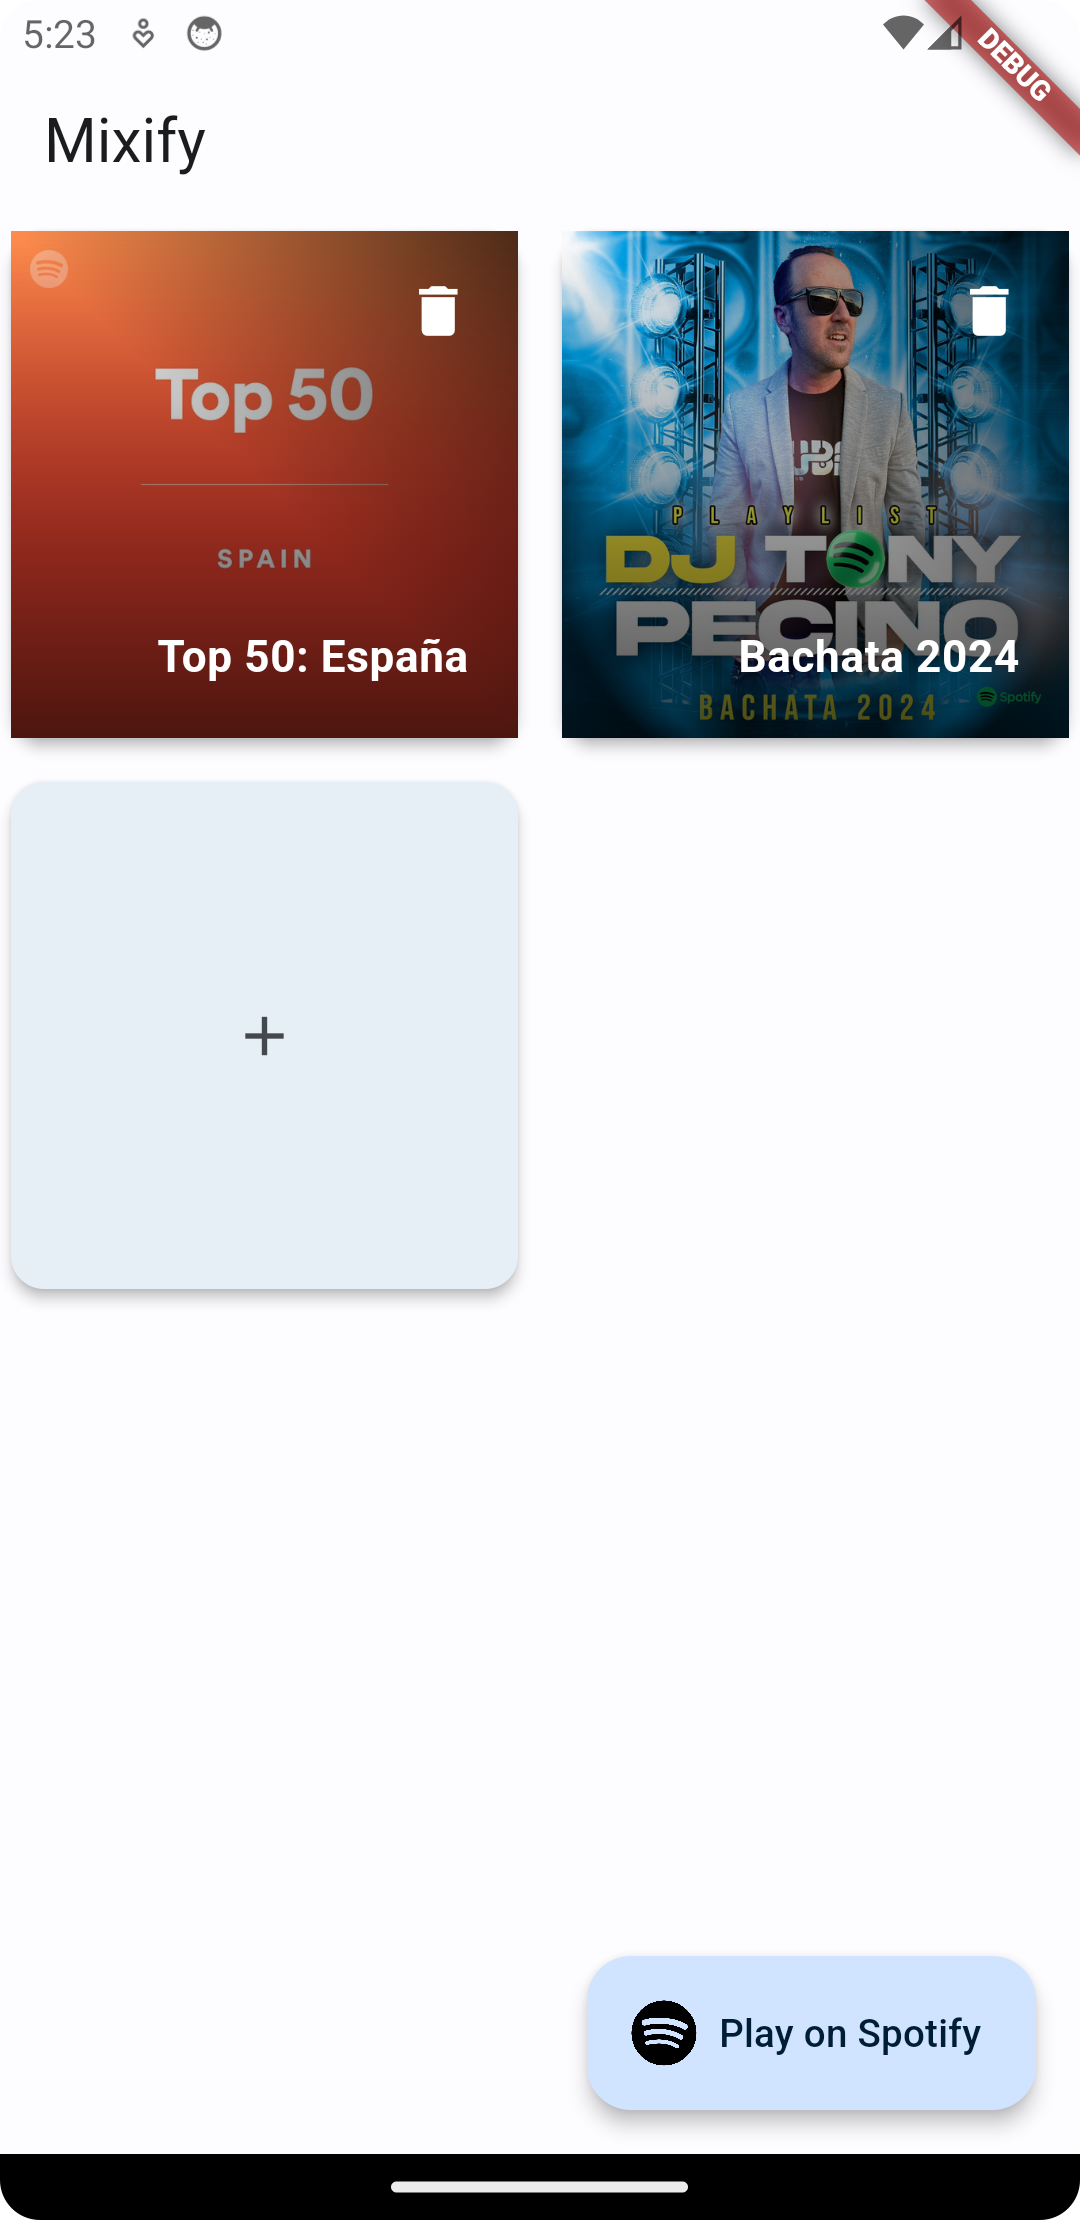 5:23
DEBUG
Mixify
Top 50
SPAIN
Top 50: España
PLAYLIST
DJ TONY
PECINO
Bachata 2024
BACHATA 2024
Spotify
+
Play on Spotify